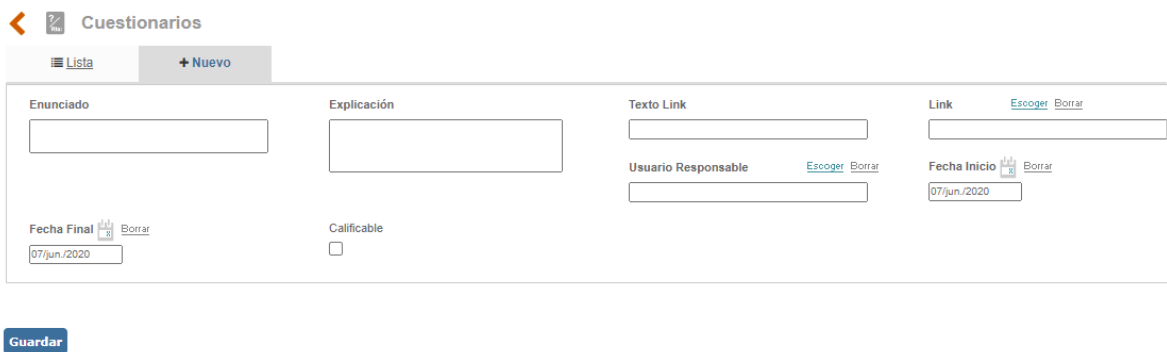 Cuestionarios
Lista
+ Nuevo
Enunciado
Explicación
Texto Link
Link Escoger Borrar
Usuario Responsable Escoger Borrar
Fecha Inicio Borrar
07/jun./2020
Fecha Final Borrar
07/jun./2020
Calificable
Guardar